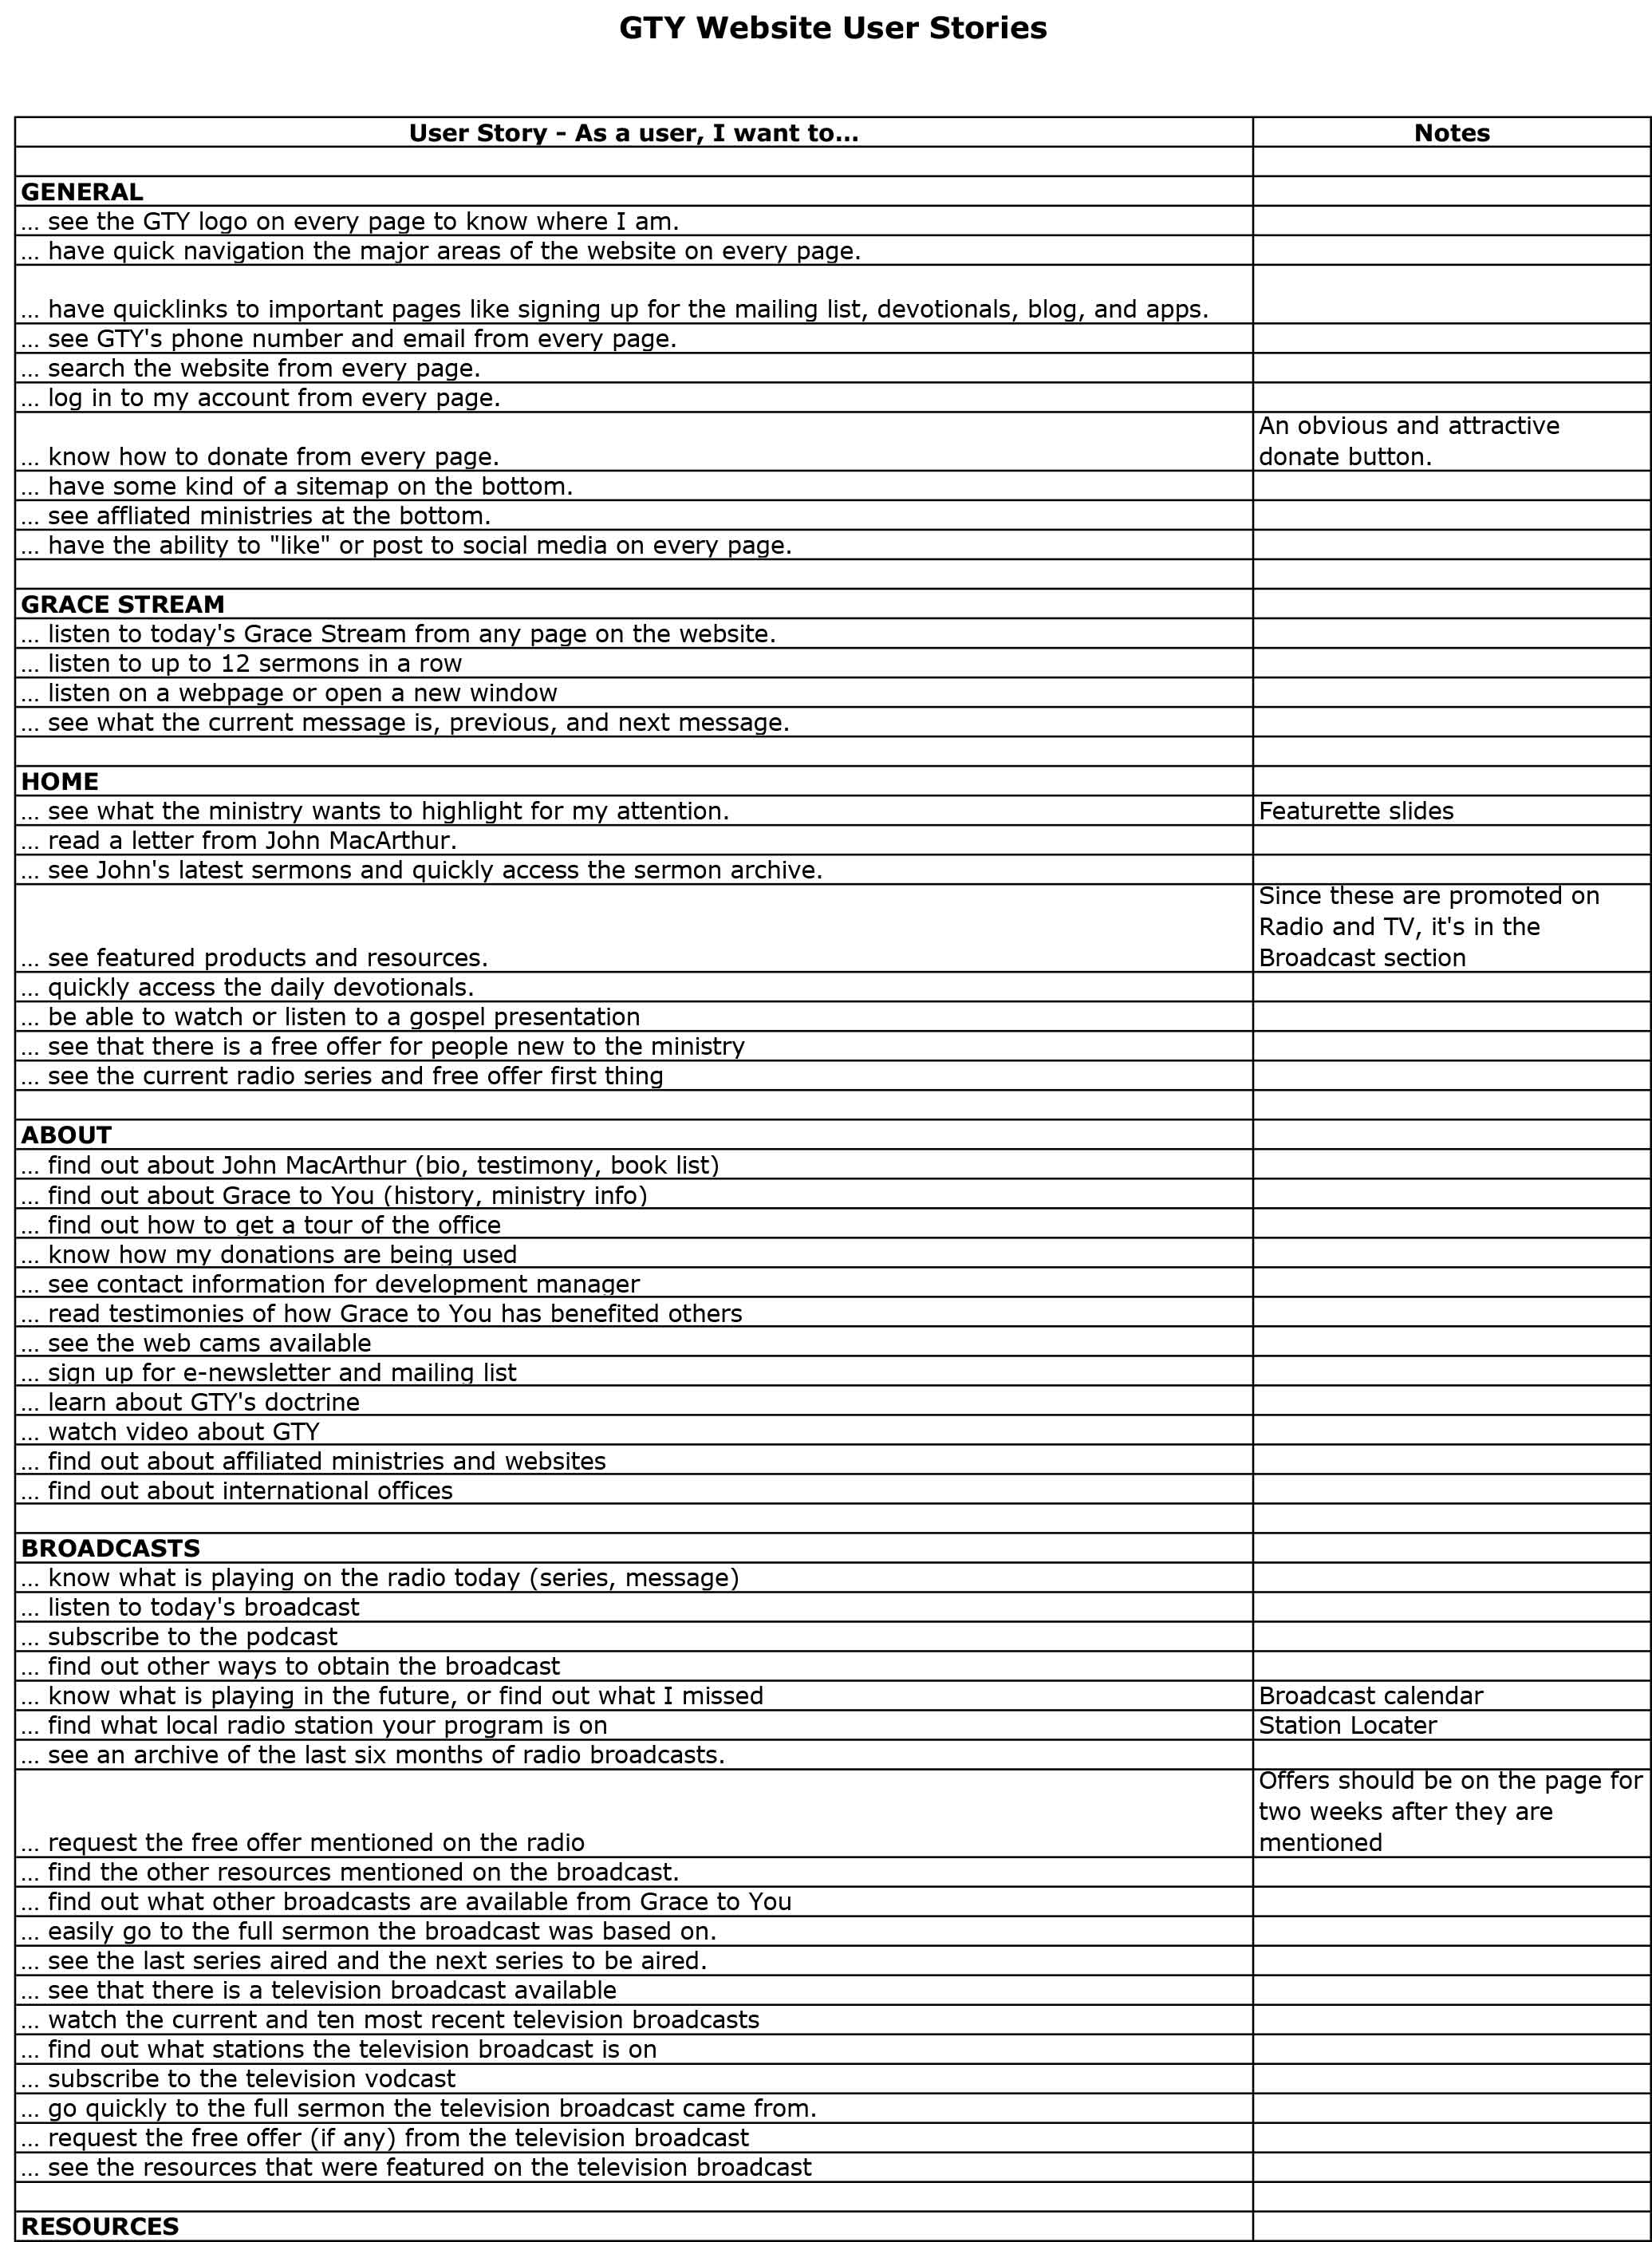 GTY Website User Stories
User Story - As a user, I want to... Notes
GENERAL
... see the GTY logo on every page to know where I am.
... have quick navigation the major areas of the website on every page.
... have quicklinks to important pages like signing up for the mailing list, devotionals, blog, and apps.
... see GTY's phone number and email from every page.
... search the website from every page.
... log in to my account from every page.
An obvious and attractive
... know how to donate from every page. donate button.
... have some kind of a sitemap on the bottom.
... see affliated ministries at the bottom.
... have the ability to "like" or post to social media on every page.
GRACE STREAM
... listen to today's Grace Stream from any page on the website.
... listen to up to 12 sermons in a row
... listen on a webpage or open a new window
... see what the current message is, previous, and next message.
HOME
... see what the ministry wants to highlight for my attention. Featurette slides
... read a letter from John MacArthur.
... see John's latest sermons and quickly access the sermon archive.
Since these are promoted on
Radio and TV, it's in the
... see featured products and resources. Broadcast section
... quickly access the daily devotionals.
... be able to watch or listen to a gospel presentation
... see that there is a free offer for people new to the ministry
... see the current radio series and free offer first thing
ABOUT
... find out about John MacArthur (bio, testimony, book list)
... find out about Grace to You (history, ministry info)
... find out how to get a tour of the office
... know how my donations are being used
... see contact information for development manager
... read testimonies of how Grace to You has benefited others
... see the web cams available
... sign up for e-newsletter and mailing list
... learn about GTY's doctrine
... watch video about GTY
... find out about affiliated ministries and websites
... find out about international offices
BROADCASTS
... know what is playing on the radio today (series, message)
... listen to today's broadcast
... subscribe to the podcast
... find out other ways to obtain the broadcast
... know what is playing in the future, or find out what I missed Broadcast calendar
... find what local radio station your program is on Station Locater
... see an archive of the last six months of radio broadcasts.
Offers should be on the page for
two weeks after they are
... request the free offer mentioned on the radio mentioned
... find the other resources mentioned on the broadcast.
... find out what other broadcasts are available from Grace to You
... easily go to the full sermon the broadcast was based on.
... see the last series aired and the next series to be aired.
... see that there is a television broadcast available
... watch the current and ten most recent television broadcasts
... find out what stations the television broadcast is on
... subscribe to the television vodcast
... go quickly to the full sermon the television broadcast came from.
... request the free offer (if any) from the television broadcast
... see the resources that were featured on the television broadcast
RESOURCES